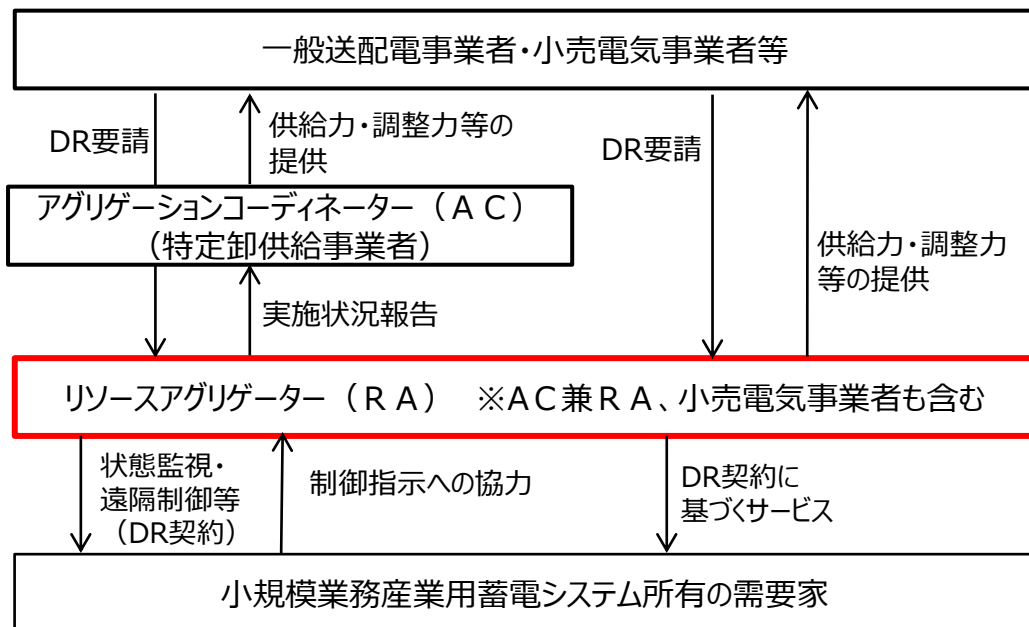 一般送配電事業者・小売電気事業者等
DR要請
供給力・調整力等の
提供
DR要請
供給力・調整力
等の提供
アグリゲーションコーディネーター（ＡＣ）
（特定卸供給事業者）
実施状況報告
リソースアグリゲーター（ＲＡ）　※ＡＣ兼ＲＡ、小売電気事業者も含む
状態監視・
遠隔制御等
（DR契約）
制御指示への協力
DR契約に
基づくサービス
小規模業務産業用蓄電システム所有の需要家